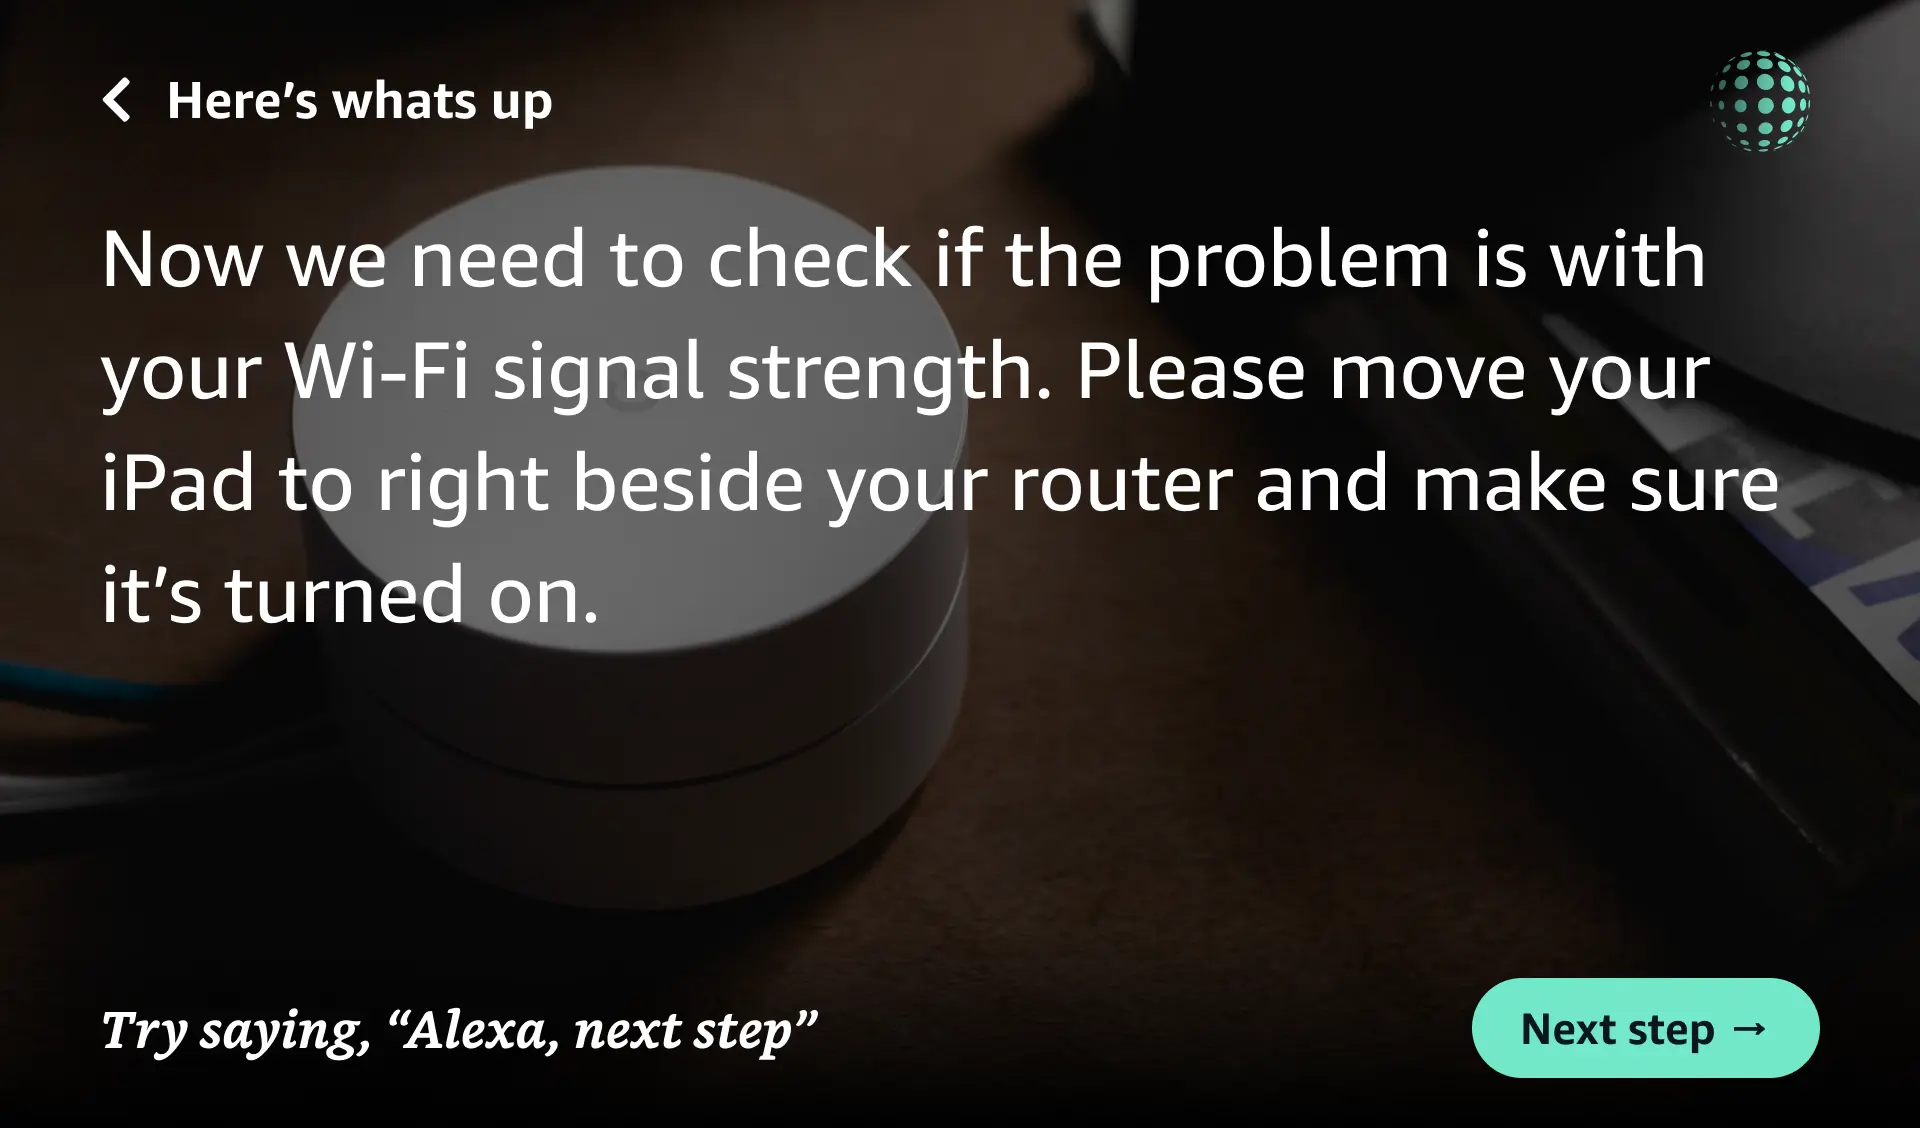 Here’s whats up
Now we need to check if the problem is with
your Wi-Fi signal strength. Please move your
iPad to right beside your router and make sure
it’s turned on.
Try saying, “Alexa, next step”
Next step →